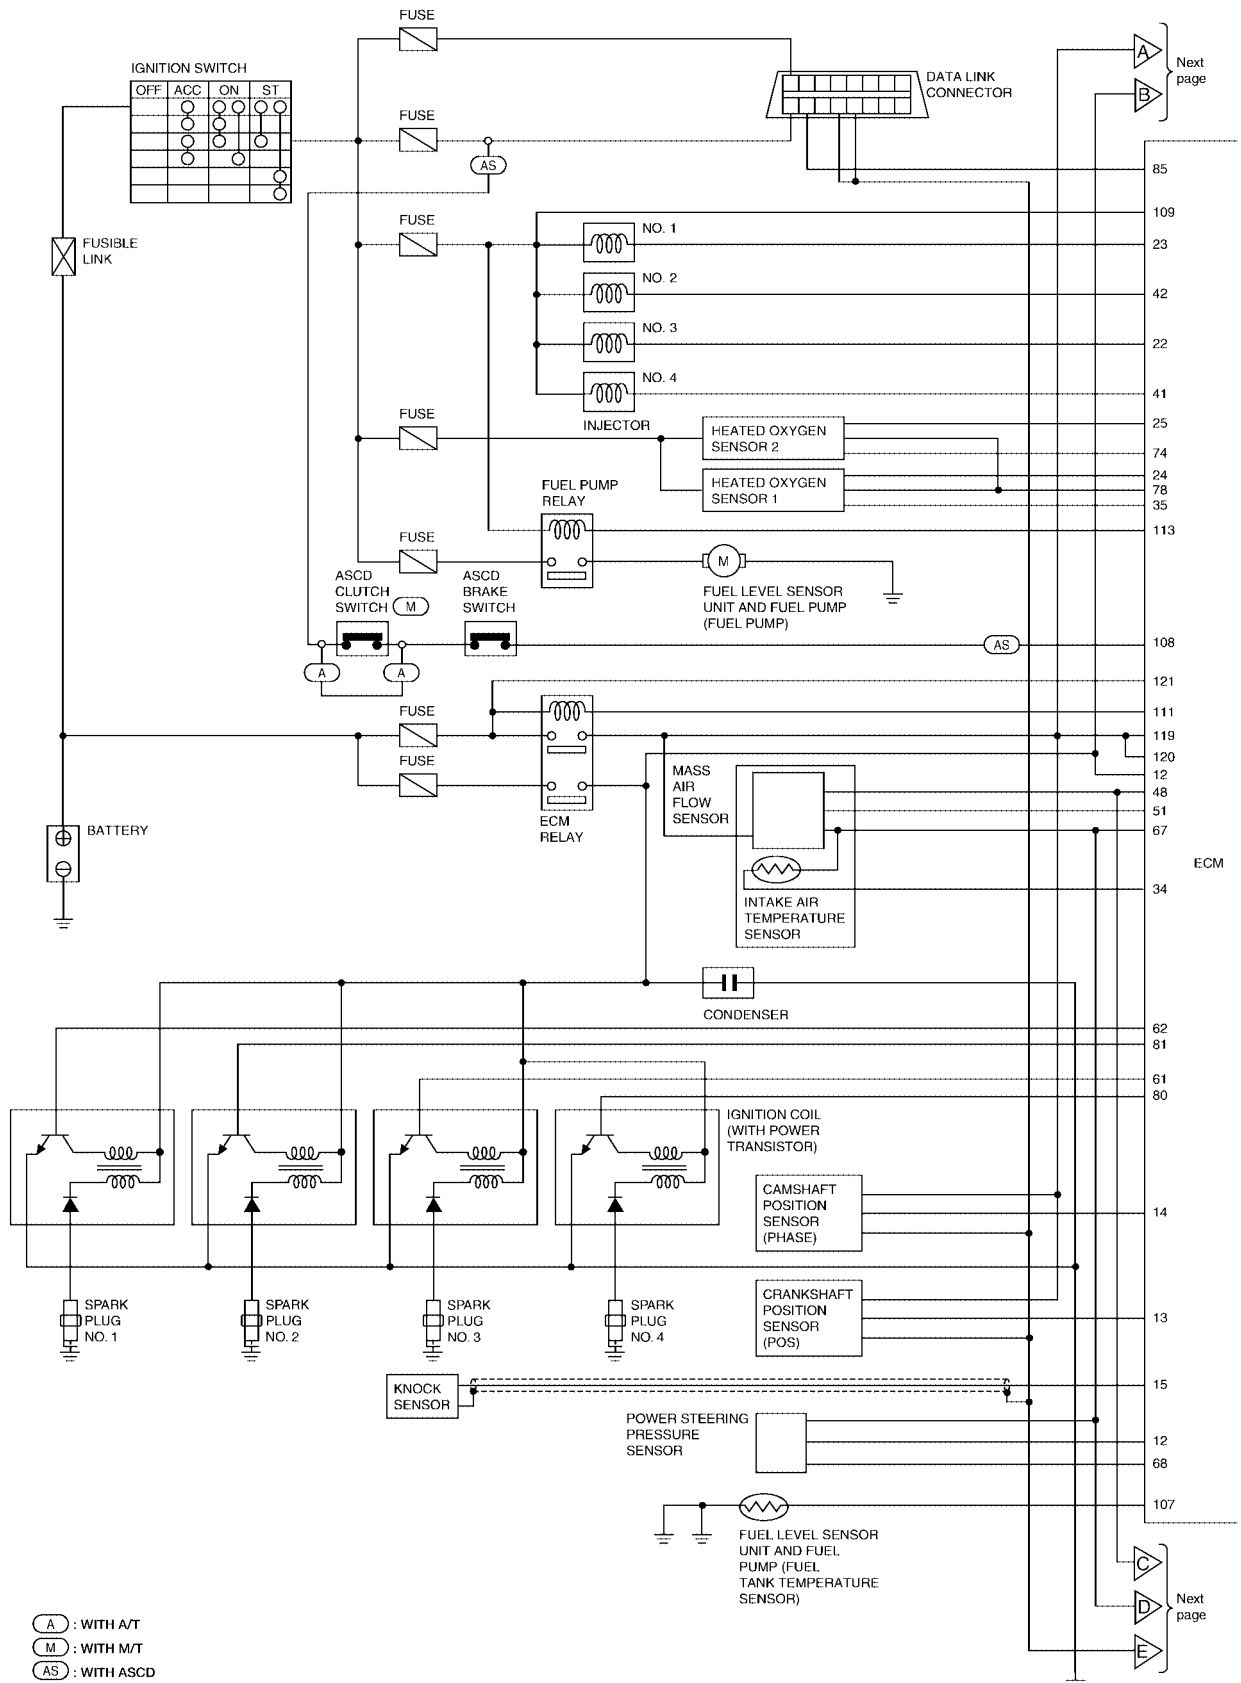 FUSE
IGNITION SWITCH
OFF ACC ON ST
DATA LINK
CONNECTOR
A
B
Next
page
FUSE
AS
85
109
FUSE
NO. 1
23
FUSIBLE
LINK
NO. 2
42
NO. 3
22
NO. 4
41
INJECTOR
FUSE
HEATED OXYGEN
SENSOR 2
25
74
HEATED OXYGEN
SENSOR 1
24
78
35
FUEL PUMP
RELAY
113
FUSE
M
FUEL LEVEL SENSOR
UNIT AND FUEL PUMP
(FUEL PUMP)
ASCD
CLUTCH
SWITCH
M
ASCD
BRAKE
SWITCH
A
A
AS
108
121
FUSE
111
119
120
FUSE
12
MASS
AIR
FLOW
SENSOR
48
51
67
ECM
RELAY
BATTERY
ECM
34
INTAKE AIR
TEMPERATURE
SENSOR
CONDENSER
62
81
61
80
IGNITION COIL
(WITH POWER
TRANSISTOR)
CAMSHAFT
POSITION
SENSOR
(PHASE)
14
SPARK
PLUG
NO. 1
SPARK
PLUG
NO. 2
SPARK
PLUG
NO. 3
SPARK
PLUG
NO. 4
CRANKSHAFT
POSITION
SENSOR
(POS)
13
KNOCK
SENSOR
15
POWER STEERING
PRESSURE
SENSOR
12
68
107
FUEL LEVEL SENSOR
UNIT AND FUEL
PUMP (FUEL
TANK TEMPERATURE
SENSOR)
C
D
E
Next
page
A : WITH A/T
M : WITH M/T
AS : WITH ASCD